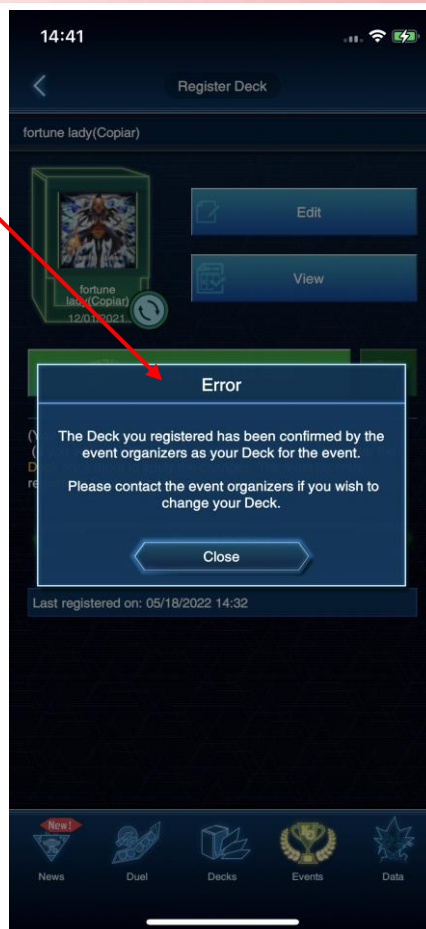 14:41
Register Deck
fortune lady(Copiar)
Edit
fortune
lady(Copiar)
12/01/2021
View
Error
The Deck you registered has been confirmed by the
event organizers as your Deck for the event.
Please contact the event organizers if you wish to
change your Deck.
Close
Last registered on: 05/18/2022 14:32
New!
News
Duel
Decks
Events
Data